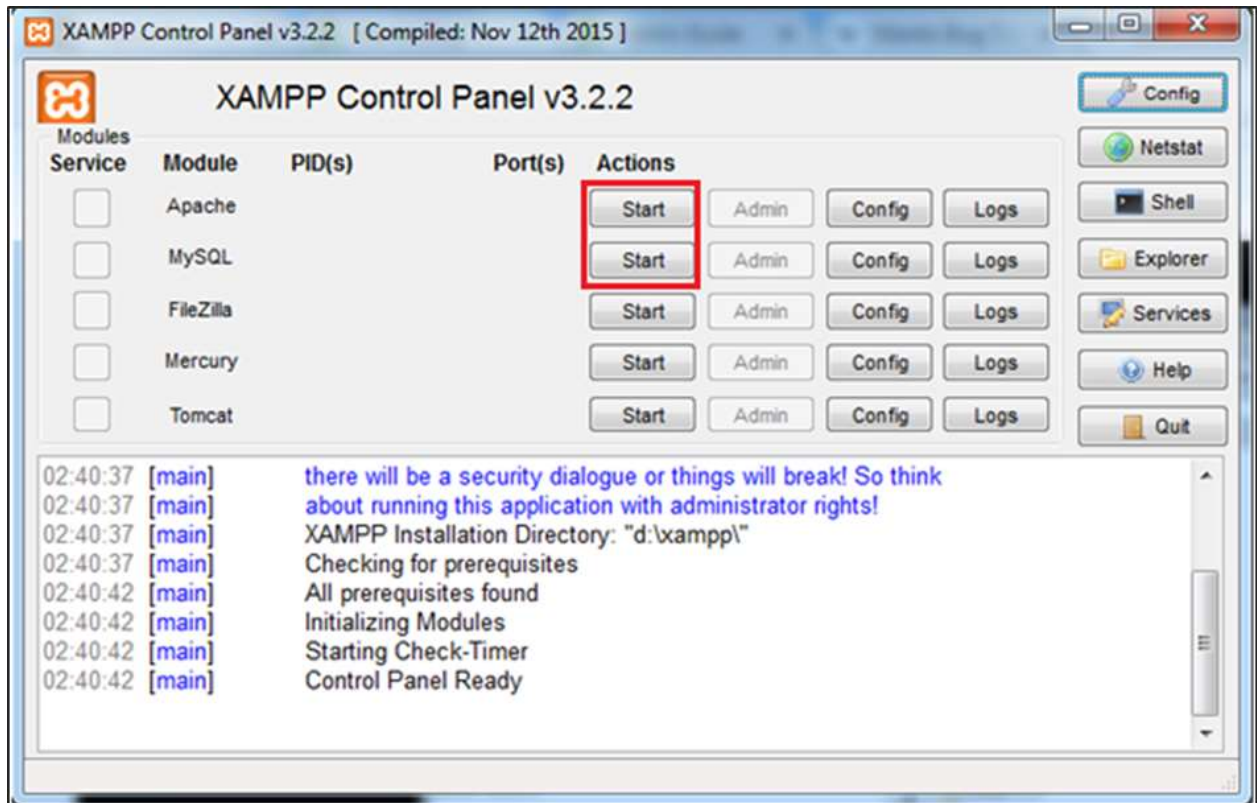 XAMPP Control Panel v3.2.2 [ Compiled: Nov 12th 2015 ]
XAMPP Control Panel v3.2.2
Config
Netstat
Shell
Explorer
Services
Help
Quit
Modules
Service Module PID(s) Port(s) Actions
Apache Start Admin Config Logs
MySQL Start Admin Config Logs
FileZilla Start Admin Config Logs
Mercury Start Admin Config Logs
Tomcat Start Admin Config Logs
02:40:37 [main] there will be a security dialogue or things will break! So think
02:40:37 [main] about running this application with administrator rights!
02:40:37 [main] XAMPP Installation Directory: "d:\xampp\"
02:40:37 [main] Checking for prerequisites
02:40:42 [main] All prerequisites found
02:40:42 [main] Initializing Modules
02:40:42 [main] Starting Check-Timer
02:40:42 [main] Control Panel Ready